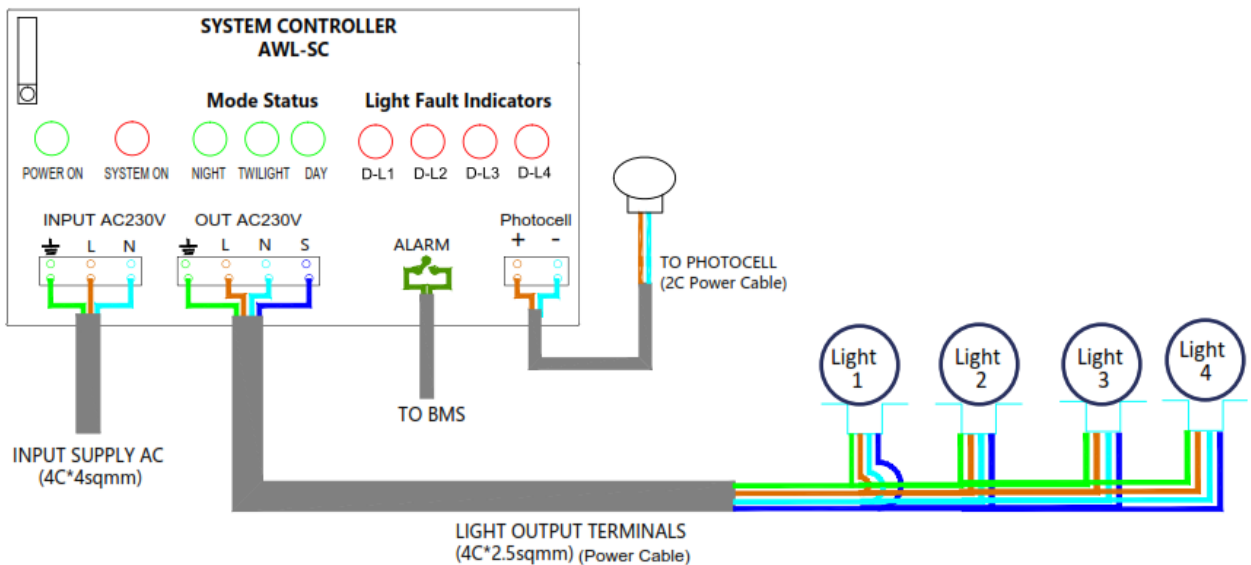 SYSTEM CONTROLLER
AWL-SC
Mode Status
Light Fault Indicators
POWER ON
SYSTEM ON
NIGHT
TWILIGHT
DAY
D-L1
D-L2
D-L3
D-L4
INPUT AC230V
L
N
OUT AC230V
L
N
S
ALARM
Photocell
+
-
TO PHOTOCELL
(2C Power Cable)
TO BMS
INPUT SUPPLY AC
(4C*4sqmm)
Light
1
Light
2
Light
3
Light
4
LIGHT OUTPUT TERMINALS
(4C*2.5sqmm) (Power Cable)